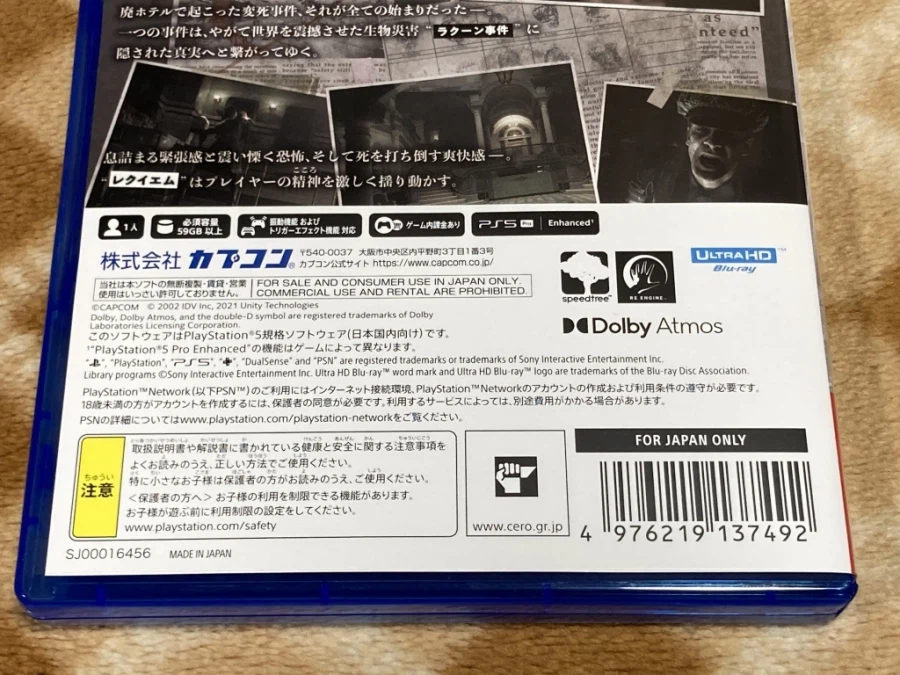 廃ホテルで起こった変死事件、それが全ての始まりだった―。
一つの事件は、やがて世界を震撼させた生物災害"ラクーン事件"に
隠された真実へと繋がってゆく。
as
nteed"
息詰まる緊張感と震い慄く恐怖、そして死を打ち倒す爽快感―。
"レクイエム"はプレイヤーの精神を激しく揺り動かす。
こころ
1人
必須容量
59GB 以上
振動機能 および
トリガーエフェクト機能 対応
ゲーム内課金あり
PS5 Pro Enhanced†
株式会社 カプコン®
〒540-0037 大阪市中央区内平野町3丁目1番3号
カプコン公式サイト https://www.capcom.co.jp/
speedtree™
RE ENGINE™
ULTRA HD™
Blu-ray
当社は本ソフトの無断複製・賃貸・営業
使用はいっさい許可しておりません。
FOR SALE AND CONSUMER USE IN JAPAN ONLY.
COMMERCIAL USE AND RENTAL ARE PROHIBITED.
©CAPCOM © 2002 IDV Inc, 2021 Unity Technologies
Dolby, Dolby Atmos, and the double-D symbol are registered trademarks of Dolby
Laboratories Licensing Corporation.
Dolby Atmos
このソフトウェアはPlayStation®5規格ソフトウェア(日本国内向け)です。
†"PlayStation®5 Pro Enhanced"の機能はゲームによって異なります。
"PlayStation", "PS5", "DualSense" and "PSN" are registered trademarks or trademarks of Sony Interactive Entertainment Inc.
Library programs ©Sony Interactive Entertainment Inc. Ultra HD Blu-ray™ word mark and Ultra HD Blu-ray™ logo are trademarks of the Blu-ray Disc Association.
PlayStation™Network(以下PSN™)のご利用にはインターネット接続環境、PlayStation™Networkのアカウントの作成および利用条件の遵守が必要です。
18歳未満の方がアカウントを作成するには、保護者の同意が必要です。利用するサービスによっては、別途費用がかかる場合があります。
PSNの詳細についてはwww.playstation.com/playstation-networkをご覧ください。
ちゅうい
注意
取扱説明書や解説書に書かれている健康と安全に関する注意事項を
よくお読みのうえ、正しい方法でご使用ください。
特に小さなお子様は保護者の方がお読みのうえ、ご使用ください。
<保護者の方へ> お子様の利用を制限できる機能があります。
お子様が遊ぶ前に利用制限の設定をしてください。
www.playstation.com/safety
www.cero.gr.jp
FOR JAPAN ONLY
4 976219 137492
SJ00016456 MADE IN JAPAN